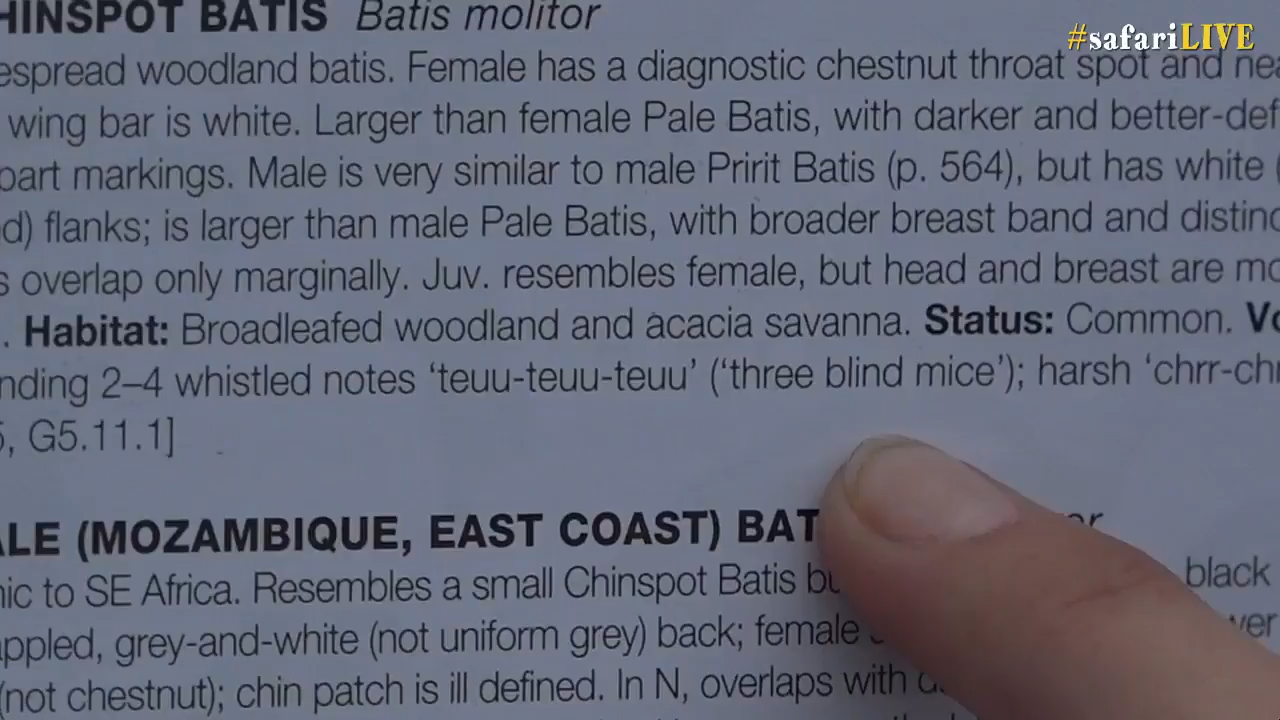 #safariLIVE
HINSPOT BATIS Batis molitor
espread woodland batis. Female has a diagnostic chestnut throat spot and nea
wing bar is white. Larger than female Pale Batis, with darker and better-def
part markings. Male is very similar to male Pririt Batis (p. 564), but has white (
d) flanks; is larger than male Pale Batis, with broader breast band and distinc
s overlap only marginally. Juv. resembles female, but head and breast are mo
. Habitat: Broadleafed woodland and acacia savanna. Status: Common. Vo
nding 2–4 whistled notes ‘teuu-teuu-teuu’ (‘three blind mice’); harsh ‘chrr-chr
, G5.11.1]
ALE (MOZAMBIQUE, EAST COAST) BAT
nic to SE Africa. Resembles a small Chinspot Batis bu black
appled, grey-and-white (not uniform grey) back; female wer
(not chestnut); chin patch is ill defined. In N, overlaps with